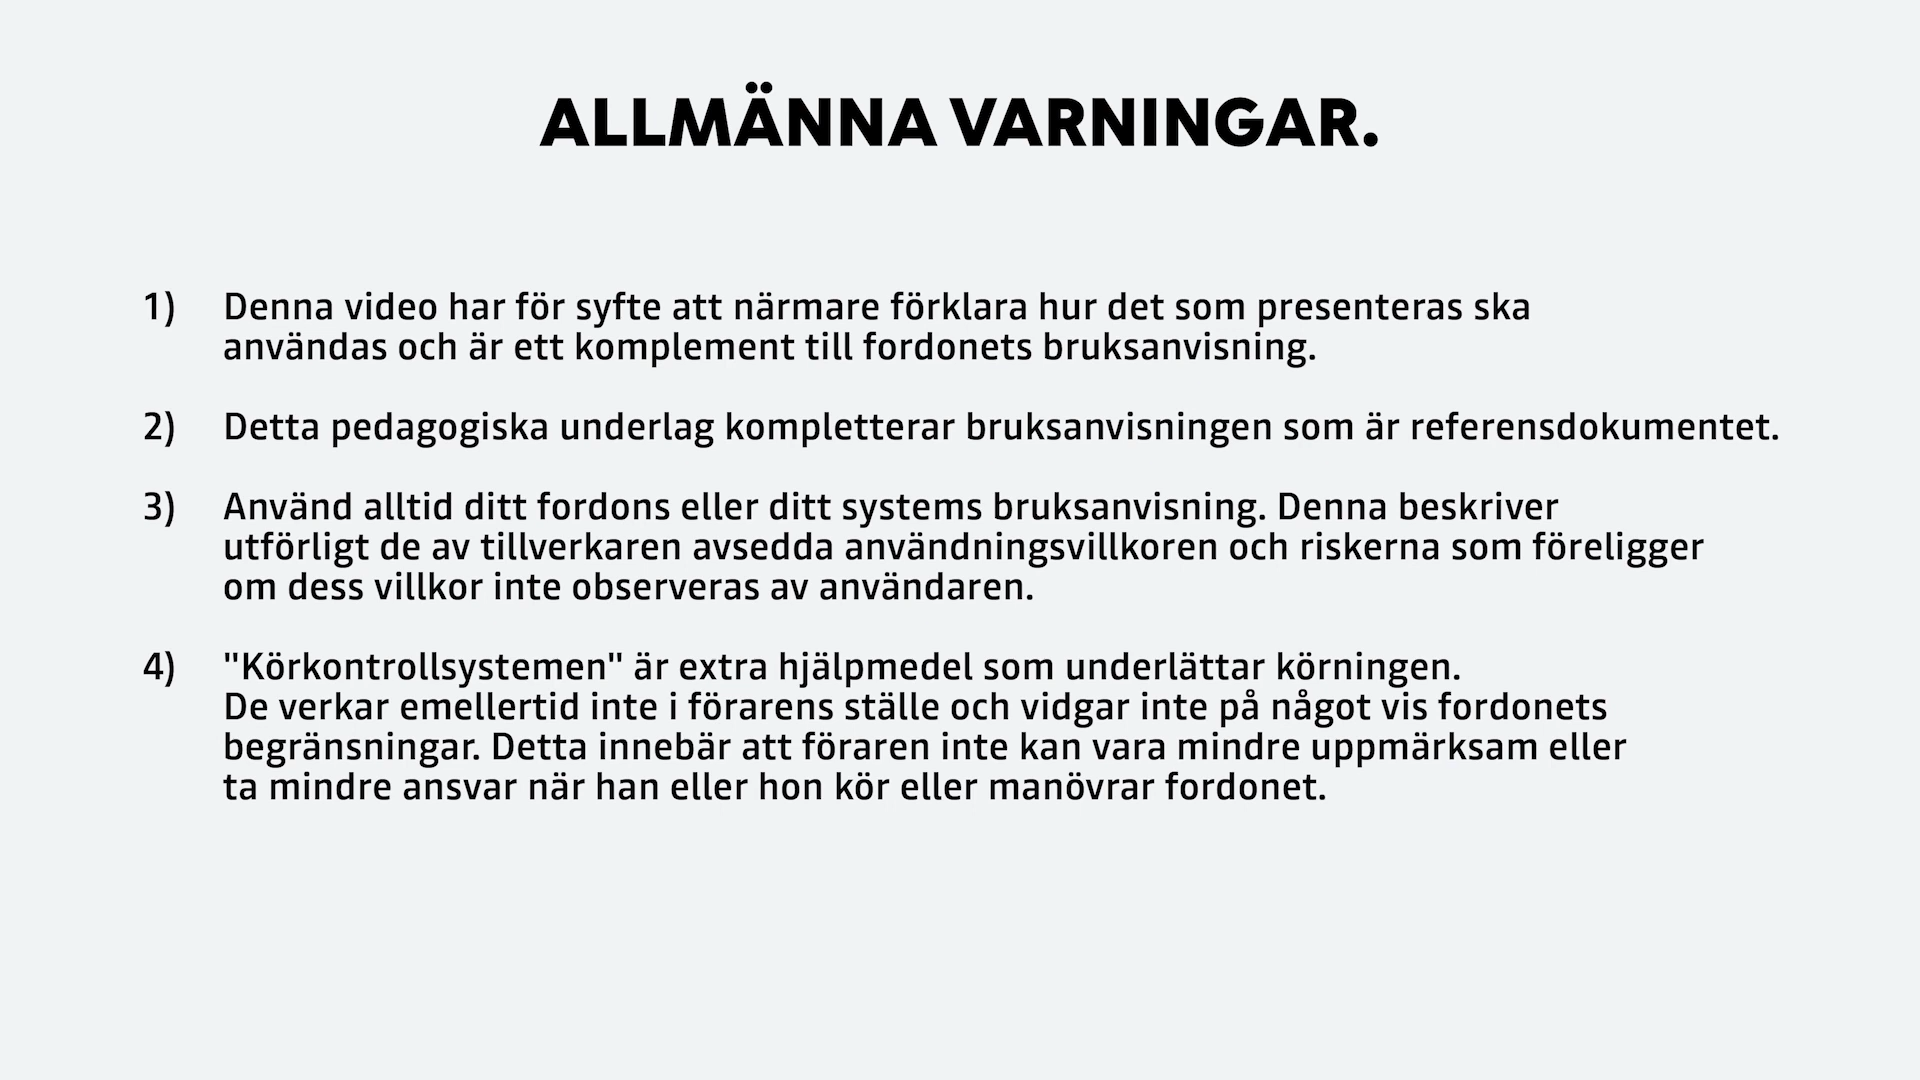 ALLMÄNNA VARNINGAR.
1) Denna video har för syfte att närmare förklara hur det som presenteras ska
användas och är ett komplement till fordonets bruksanvisning.
2) Detta pedagogiska underlag kompletterar bruksanvisningen som är referensdokumentet.
3) Använd alltid ditt fordons eller ditt systems bruksanvisning. Denna beskriver
utförligt de av tillverkaren avsedda användningsvillkoren och riskerna som föreligger
om dess villkor inte observeras av användaren.
4) "Körkontrollsystemen" är extra hjälpmedel som underlättar körningen.
De verkar emellertid inte i förarens ställe och vidgar inte på något vis fordonets
begränsningar. Detta innebär att föraren inte kan vara mindre uppmärksam eller
ta mindre ansvar när han eller hon kör eller manövrar fordonet.